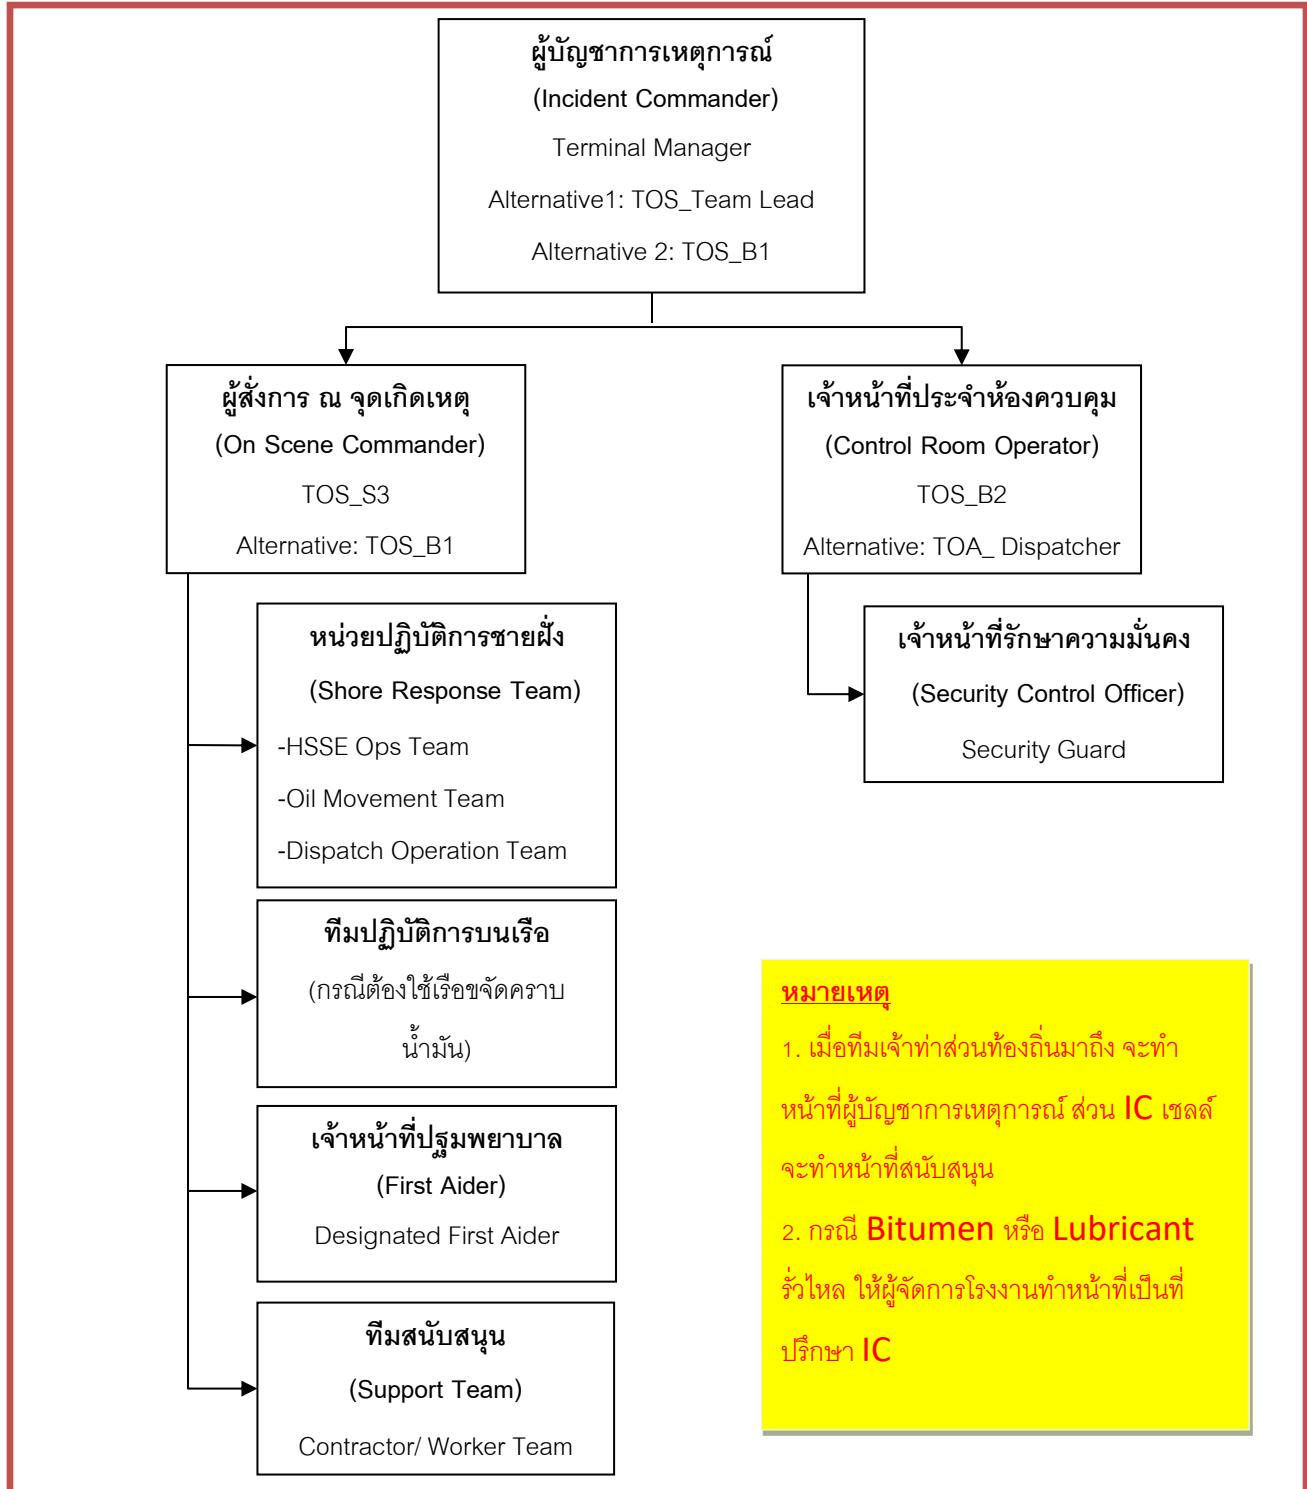 ผู้บัญชาการเหตุการณ์
(Incident Commander)
Terminal Manager
Alternative1: TOS_Team Lead
Alternative 2: TOS_B1
ผู้สั่งการ ณ จุดเกิดเหตุ
(On Scene Commander)
TOS_S3
Alternative: TOS_B1
เจ้าหน้าที่ประจำห้องควบคุม
(Control Room Operator)
TOS_B2
Alternative: TOA_ Dispatcher
หน่วยปฏิบัติการชายฝั่ง
(Shore Response Team)
-HSSE Ops Team
-Oil Movement Team
-Dispatch Operation Team
เจ้าหน้าที่รักษาความมั่นคง
(Security Control Officer)
Security Guard
ทีมปฏิบัติการบนเรือ
(กรณีต้องใช้เรือขจัดคราบ
น้ำมัน)
เจ้าหน้าที่ปฐมพยาบาล
(First Aider)
Designated First Aider
ทีมสนับสนุน
(Support Team)
Contractor/ Worker Team
หมายเหตุ
1. เมื่อทีมเจ้าท่าส่วนท้องถิ่นมาถึง จะทำ
หน้าที่ผู้บัญชาการเหตุการณ์ ส่วน IC เชลล์
จะทำหน้าที่สนับสนุน
2. กรณี Bitumen หรือ Lubricant
รั่วไหล ให้ผู้จัดการโรงงานทำหน้าที่เป็นที่
ปรึกษา IC